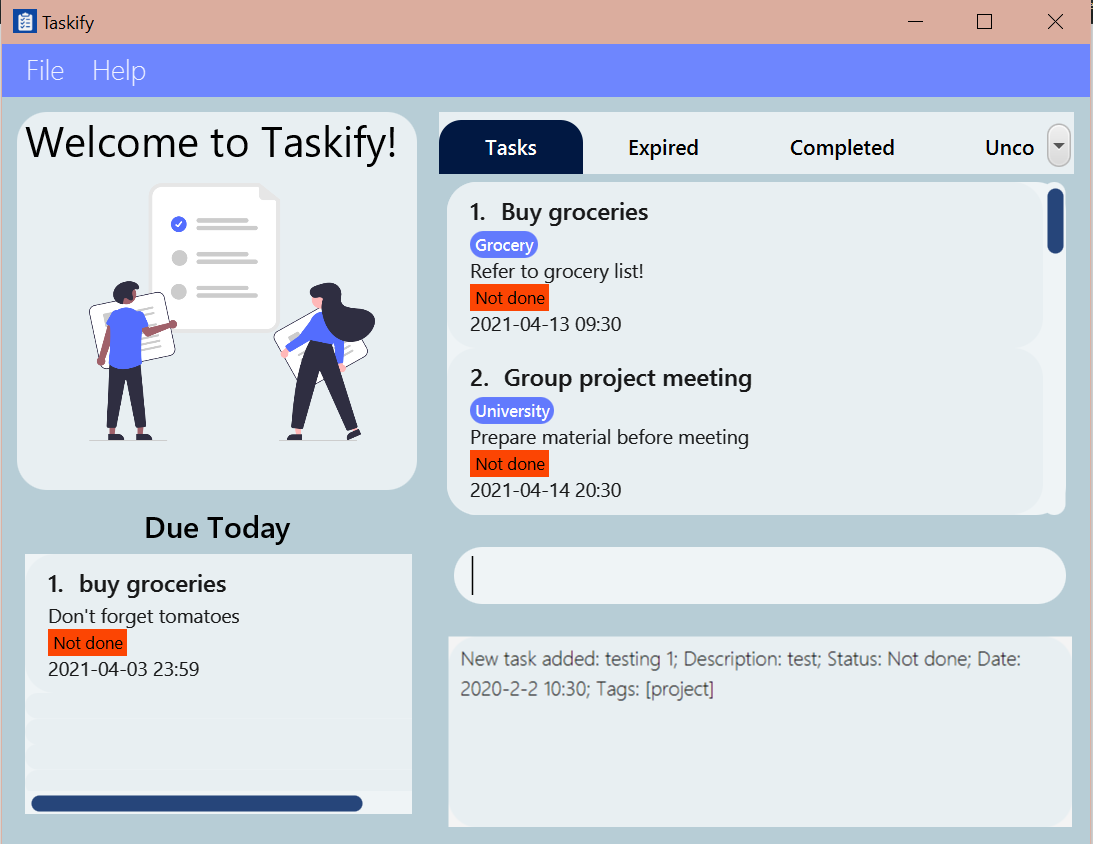 Taskify
File Help
Welcome to Taskify!
Tasks Expired Completed Unco
1. Buy groceries
Grocery
Refer to grocery list!
Not done
2021-04-13 09:30
2. Group project meeting
University
Prepare material before meeting
Not done
2021-04-14 20:30
Due Today
1. buy groceries
Don't forget tomatoes
Not done
2021-04-03 23:59
New task added: testing 1; Description: test; Status: Not done; Date:
2020-2-2 10:30; Tags: [project]